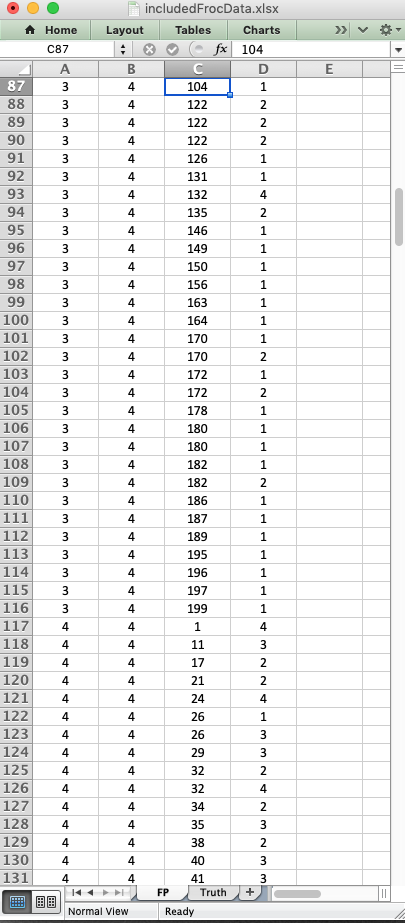 includedFrocData.xlsx
Home Layout Tables Charts >>
C87 fx 104
A B C D E
87 3 4 104 1
88 3 4 122 2
89 3 4 122 2
90 3 4 122 2
91 3 4 126 1
92 3 4 131 1
93 3 4 132 4
94 3 4 135 2
95 3 4 146 1
96 3 4 149 1
97 3 4 150 1
98 3 4 156 1
99 3 4 163 1
100 3 4 164 1
101 3 4 170 1
102 3 4 170 2
103 3 4 172 1
104 3 4 172 2
105 3 4 178 1
106 3 4 180 1
107 3 4 180 1
108 3 4 182 1
109 3 4 182 2
110 3 4 186 1
111 3 4 187 1
112 3 4 189 1
113 3 4 195 1
114 3 4 196 1
115 3 4 197 1
116 3 4 199 1
117 4 4 1 4
118 4 4 11 3
119 4 4 17 2
120 4 4 21 2
121 4 4 24 4
122 4 4 26 1
123 4 4 26 3
124 4 4 29 3
125 4 4 32 2
126 4 4 32 4
127 4 4 34 2
128 4 4 35 3
129 4 4 38 2
130 4 4 40 3
131 4 4 41 3
FP Truth +
Normal View Ready